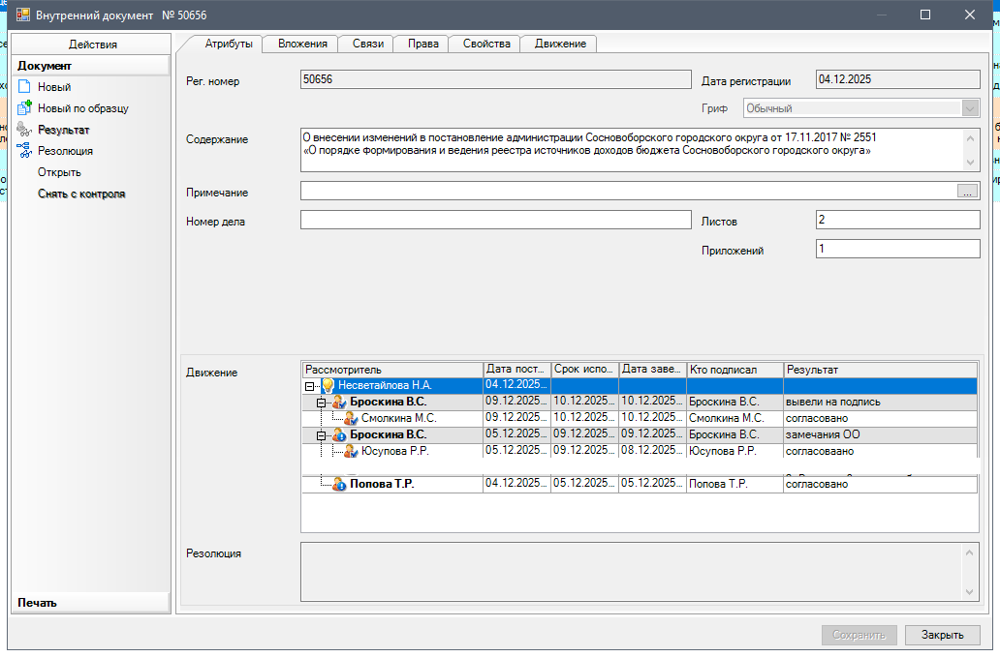 Внутренний документ № 50656
Действия
Документ
Новый
Новый по образцу
Результат
Резолюция
Открыть
Снять с контроля
Печать
Атрибуты Вложения Связи Права Свойства Движение
Рег. номер 50656 Дата регистрации 04.12.2025
Гриф Обычный
Содержание О внесении изменений в постановление администрации Сосновоборского городского округа от 17.11.2017 № 2551
«О порядке формирования и ведения реестра источников доходов бюджета Сосновоборского городского округа»
Примечание ...
Номер дела Листов 2
Приложений 1
Движение
Рассмотритель Дата пост... Срок испо... Дата заве... Кто подписал Результат
Несветайлова Н.А. 04.12.2025...
Броскина В.С. 09.12.2025... 10.12.2025... 10.12.2025... Броскина В.С. вывели на подпись
Смолкина М.С. 09.12.2025... 10.12.2025... 10.12.2025... Смолкина М.С. согласовано
Броскина В.С. 05.12.2025... 09.12.2025... 09.12.2025... Броскина В.С. замечания ОО
Юсупова Р.Р. 05.12.2025... 09.12.2025... 08.12.2025... Юсупова Р.Р. согласоваано
Попова Т.Р. 04.12.2025... 05.12.2025... 05.12.2025... Попова Т.Р. согласовано
Резолюция
Сохранить Закрыть